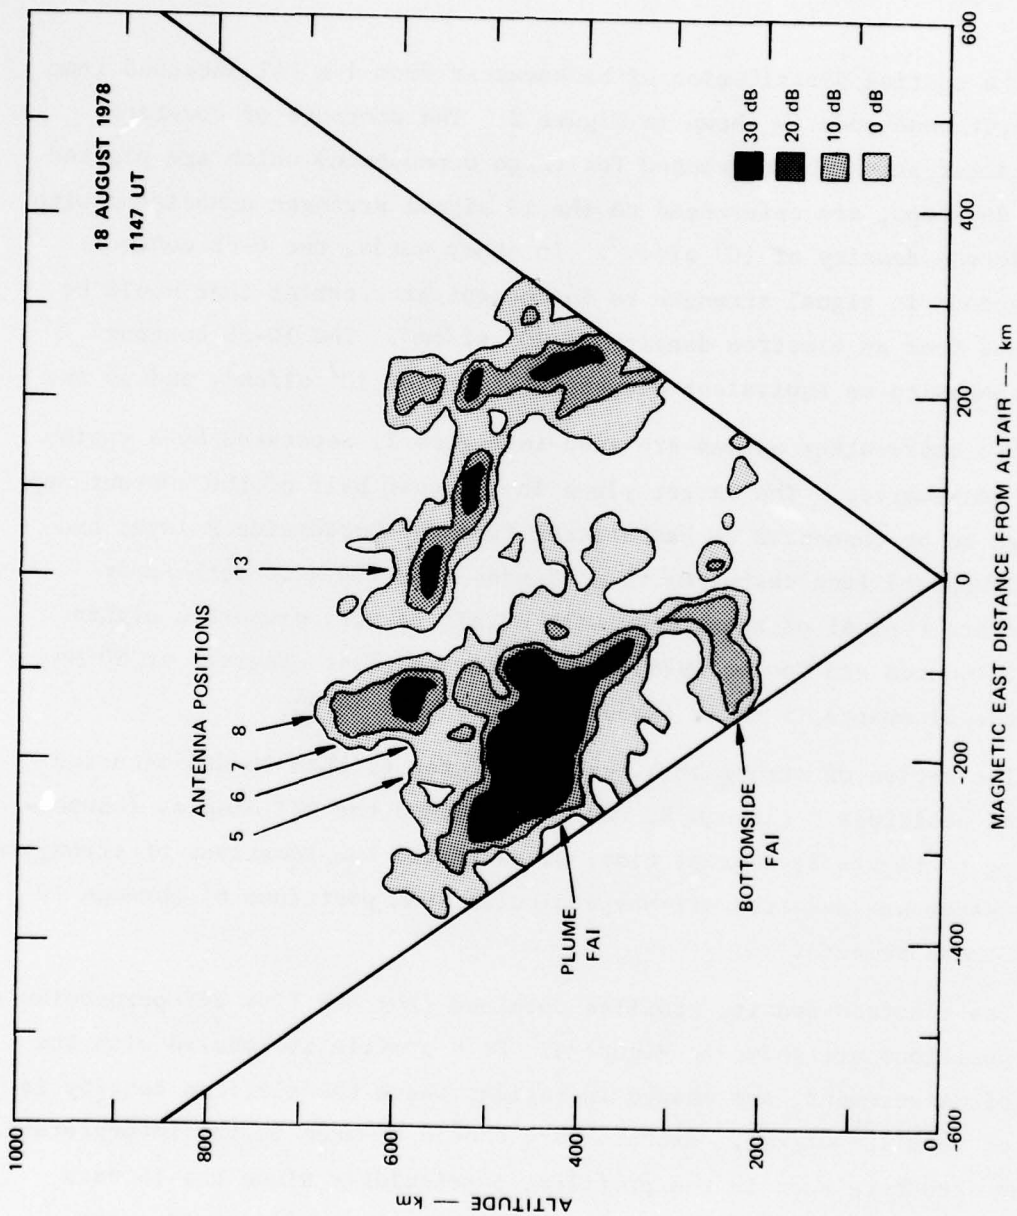 18 AUGUST 1978
1147 UT
ANTENNA POSITIONS
5
6
7
8
13
30 dB
20 dB
10 dB
0 dB
PLUME
FAI
BOTTOMSIDE
FAI
1000
800
600
400
200
0
ALTITUDE — km
-600
-400
-200
0
200
400
600
MAGNETIC EAST DISTANCE FROM ALTAIR — km